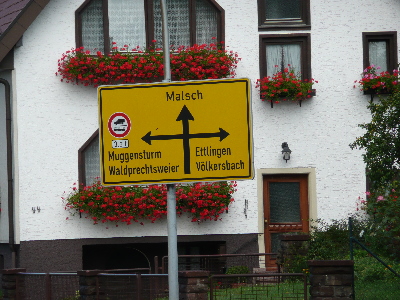 Malsch
Muggensturm
Waldprechtsweier
Ettlingen
Völkersbach